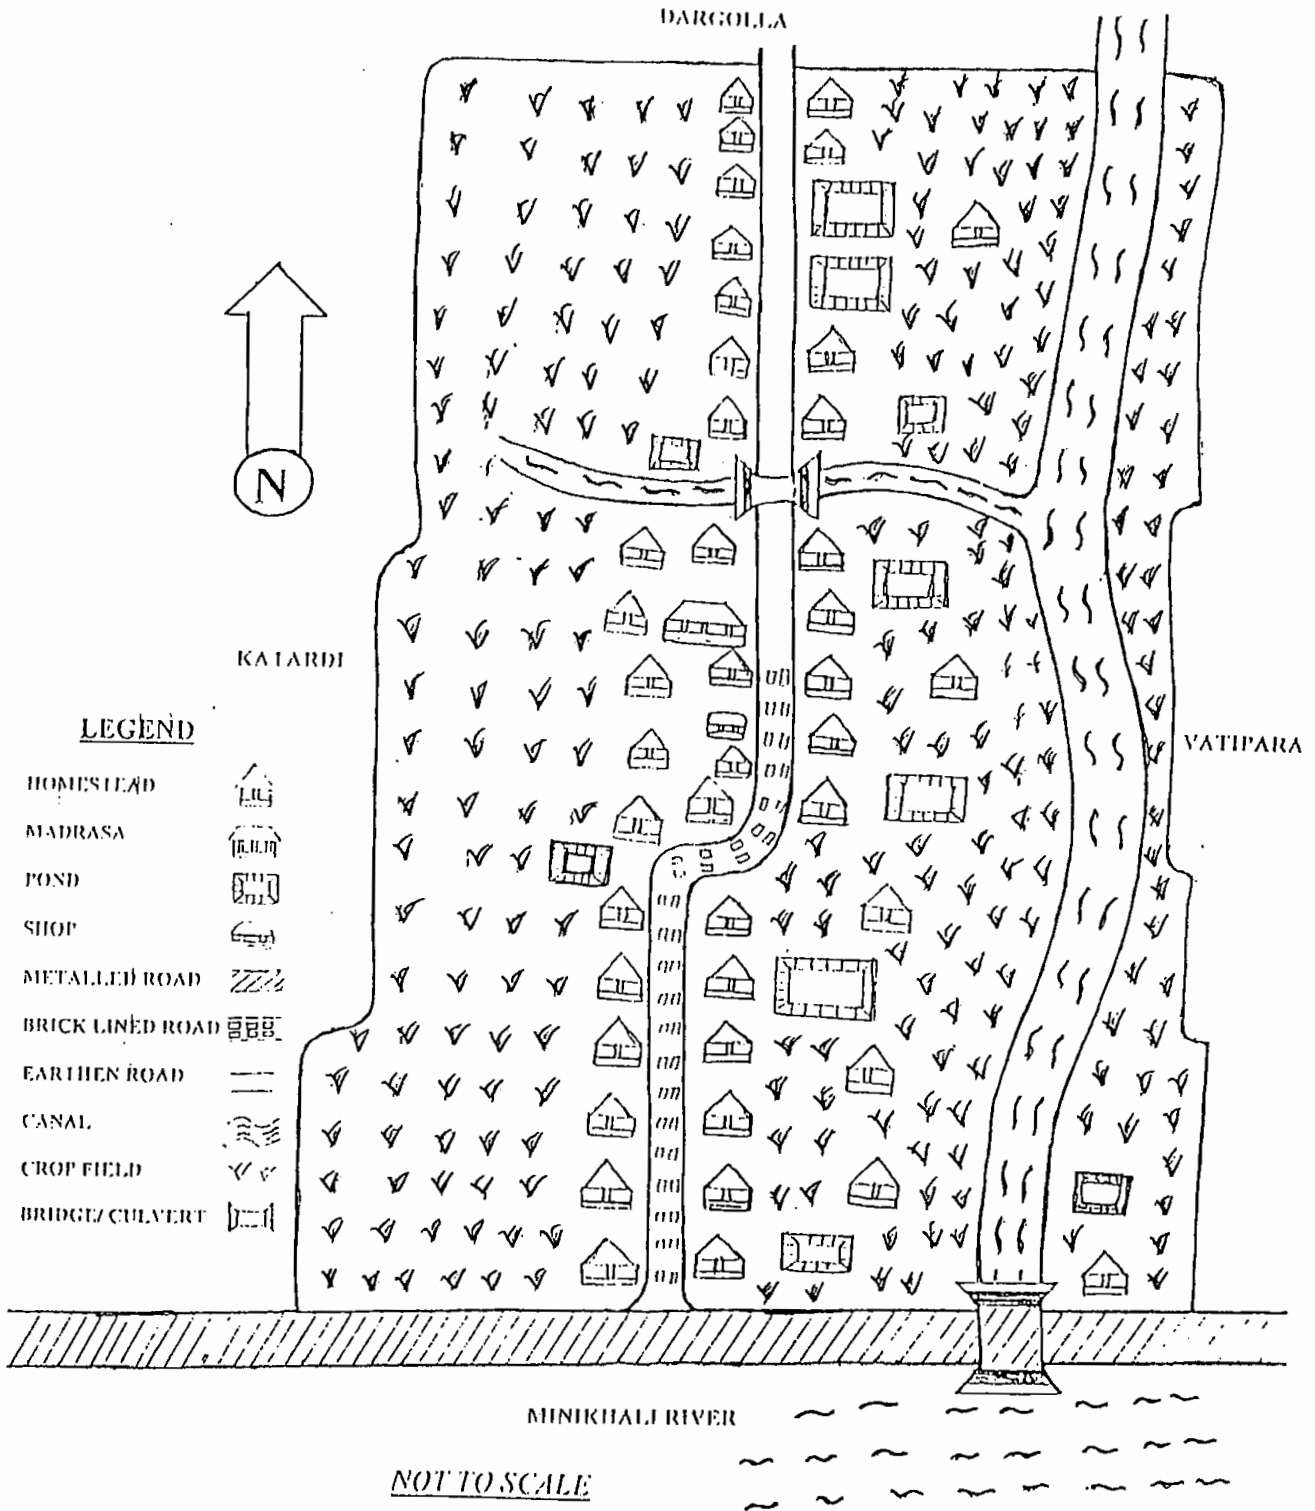 DARGOLLA
N
KATARDI
LEGEND
HOMESTEAD
MADRASA
POND
SHOP
METALLED ROAD
BRICK LINED ROAD
EARTHEN ROAD
CANAL
CROP FIELD
BRIDGE/ CULVERT
VATIPARA
MINIKHALI RIVER
NOT TO SCALE